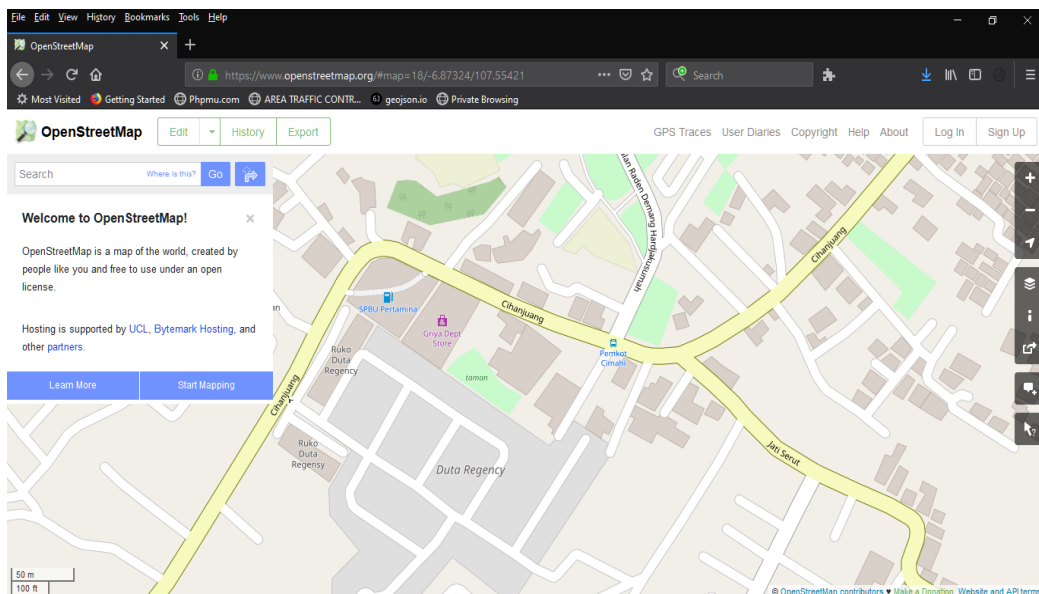 File Edit View History Bookmarks Tools Help
OpenStreetMap
https://www.openstreetmap.org/#map=18/-6.87324/107.55421
Search
Most Visited Getting Started Phpmu.com AREA TRAFFIC CONTR... geojson.io Private Browsing
OpenStreetMap Edit History Export GPS Traces User Diaries Copyright Help About Log In Sign Up
Search Where is this? Go
Welcome to OpenStreetMap!
OpenStreetMap is a map of the world, created by
people like you and free to use under an open
license.
Hosting is supported by UCL, Bytemark Hosting, and
other partners.
Learn More Start Mapping
alan Raden Demang Hardjakusumah
Cihanjuang
SPBU Pertamina
Cihanjuang
Griya Dept
Store
Pemkot
Cimahi
Ruko
Duta
Regency
taman
Cihanjuang
Ruko
Duta
Regensy
Duta Regency
Jati Serut
50 m
100 ft
© OpenStreetMap contributors ♥ Make a Donation. Website and API terms